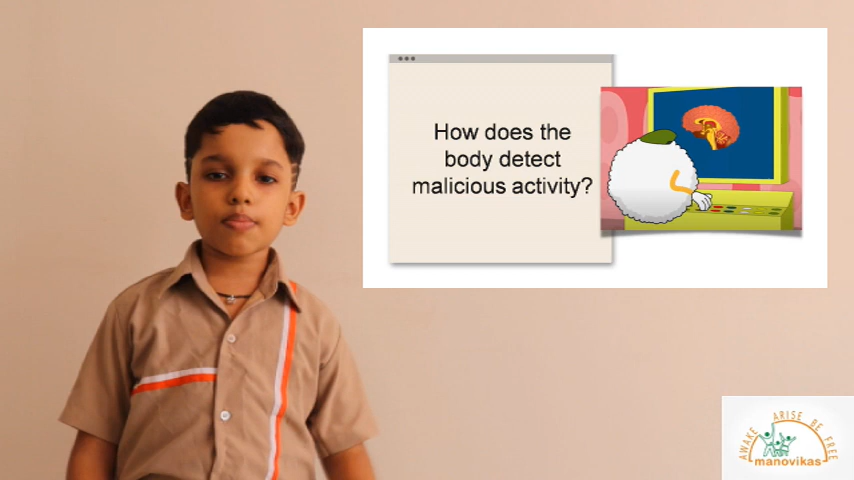 How does the
body detect
malicious activity?
AWAKE ARISE BE FREE
manovikas